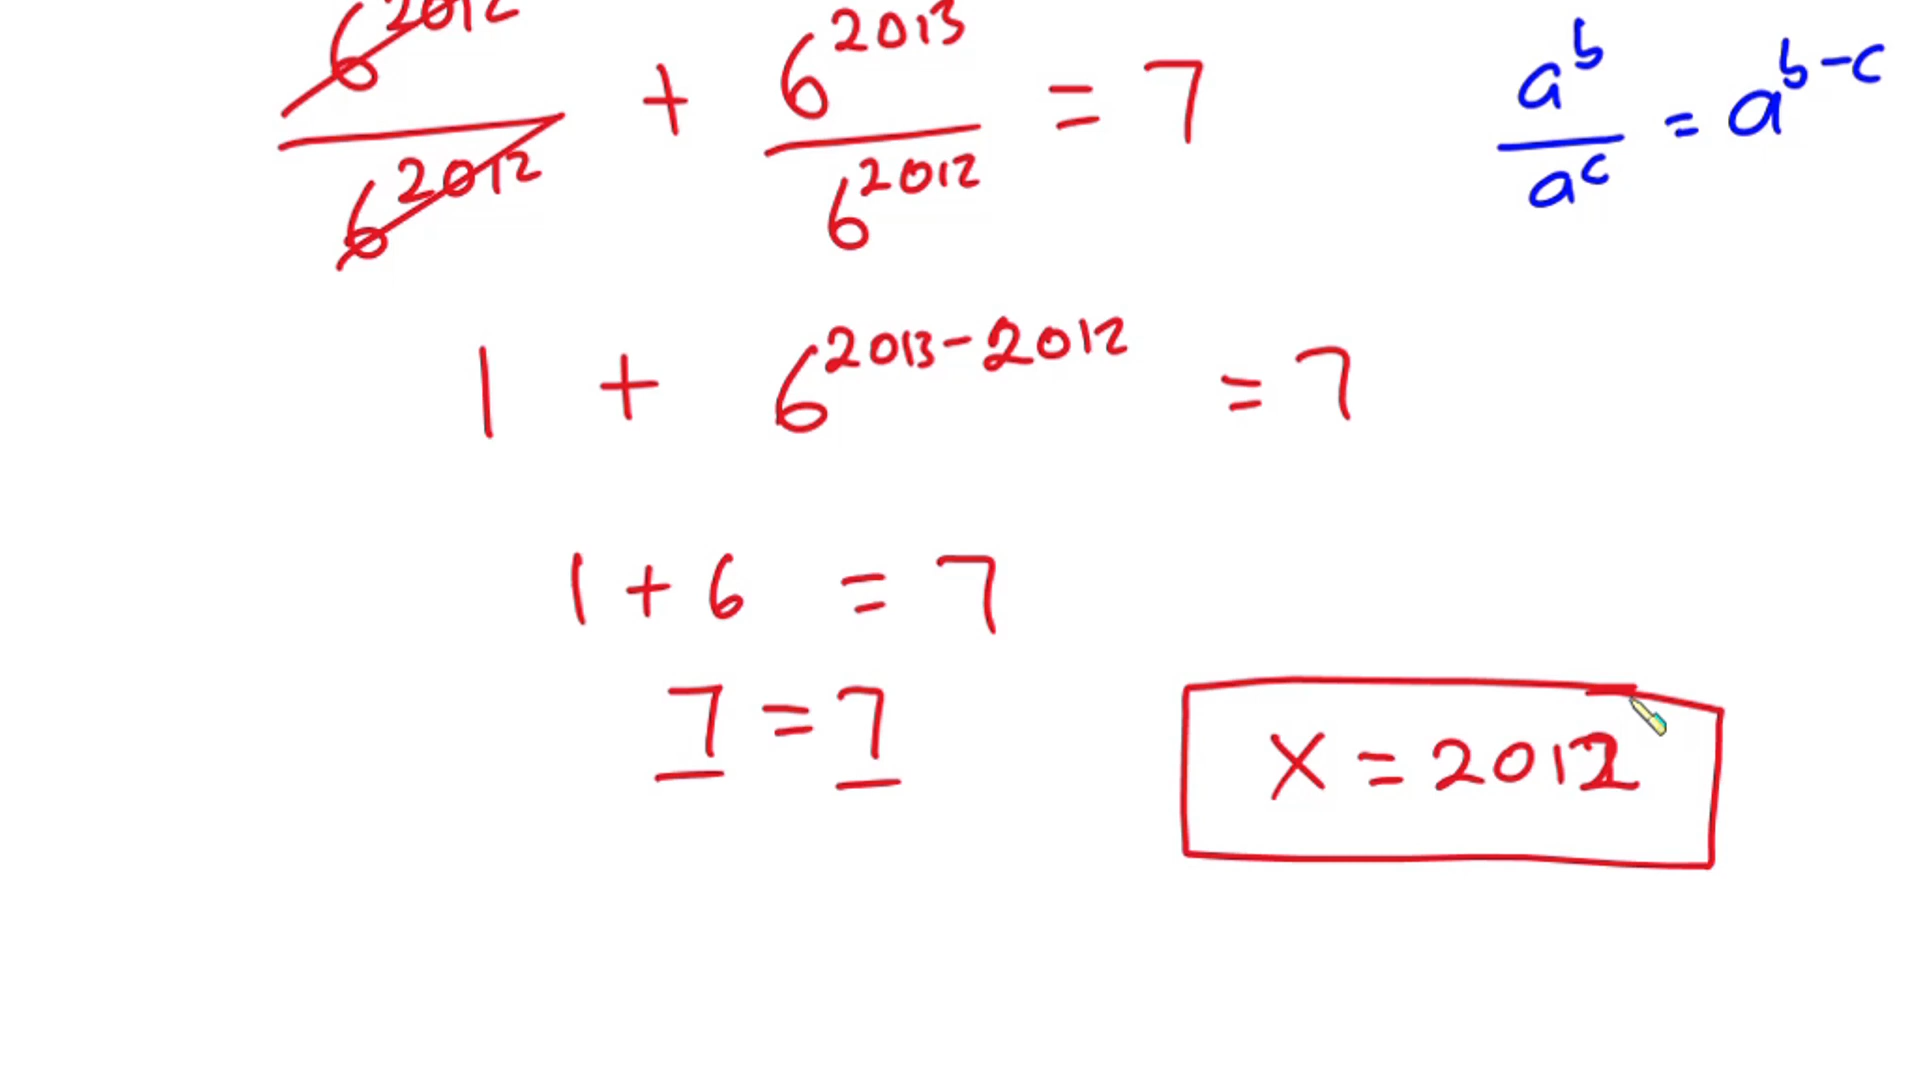 6^2012/6^2012 + 6^2013/6^2012 = 7
a^b/a^c = a^b-c
1 + 6^2013-2012 = 7
1 + 6 = 7
7 = 7
X = 2012